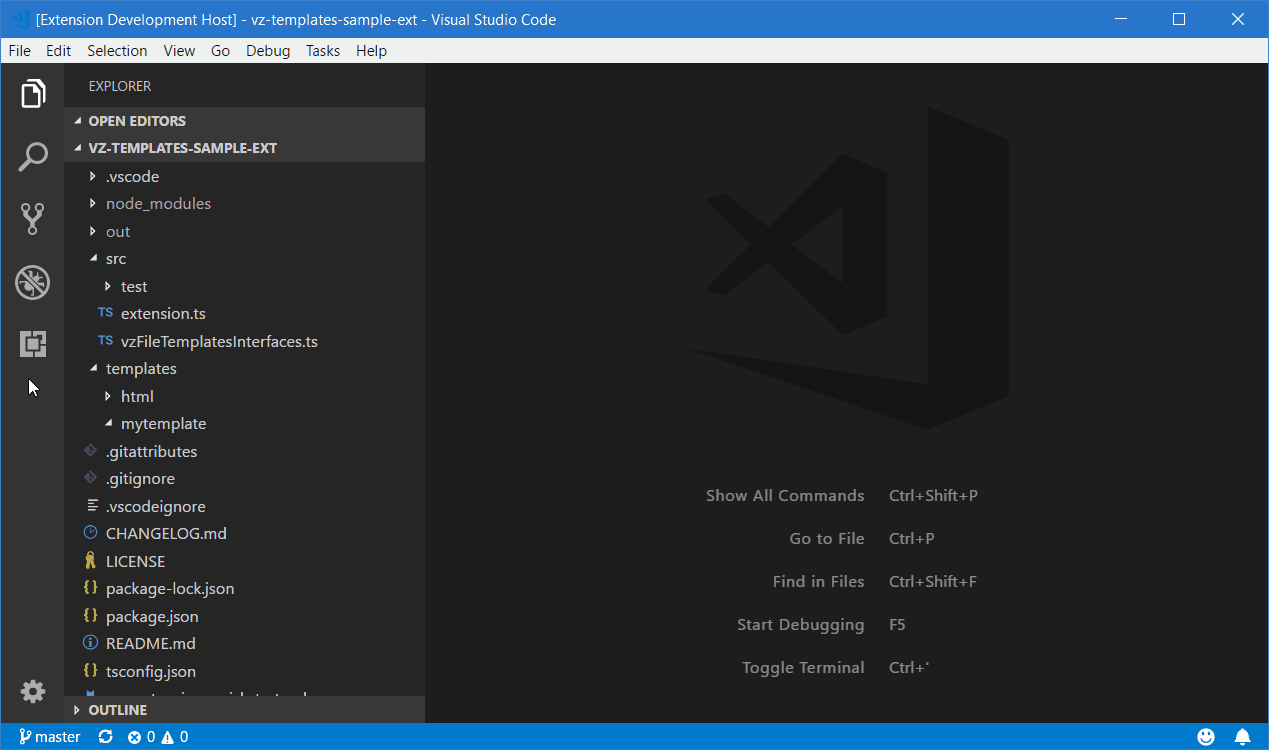 [Extension Development Host] - vz-templates-sample-ext - Visual Studio Code
File Edit Selection View Go Debug Tasks Help
EXPLORER
OPEN EDITORS
VZ-TEMPLATES-SAMPLE-EXT
.vscode
node_modules
out
src
test
TS extension.ts
TS vzFileTemplatesInterfaces.ts
templates
html
mytemplate
.gitattributes
.gitignore
.vscodeignore
CHANGELOG.md
LICENSE
{} package-lock.json
{} package.json
README.md
{} tsconfig.json
OUTLINE
Show All Commands Ctrl+Shift+P
Go to File Ctrl+P
Find in Files Ctrl+Shift+F
Start Debugging F5
Toggle Terminal Ctrl+`
master 0 0